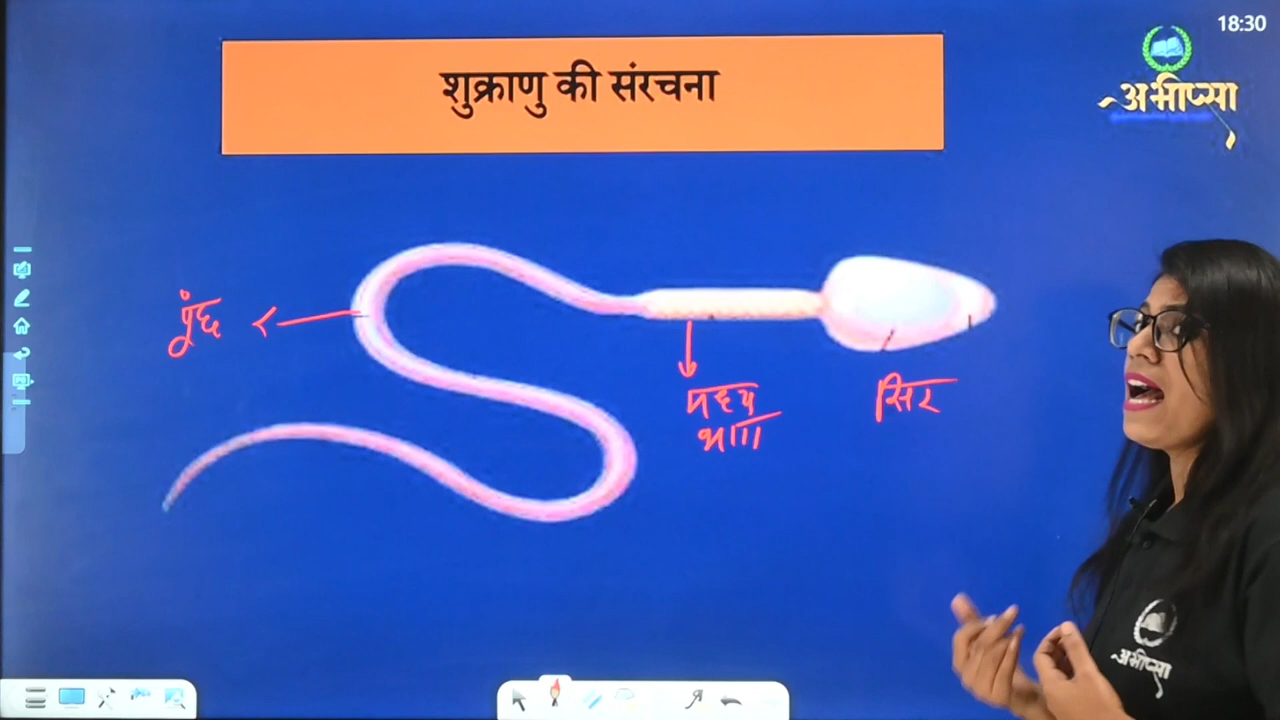 18:30
शुक्राणु की संरचना
अभीप्सा
पूंछ
मध्य
भाग
सिर
अभीप्सा